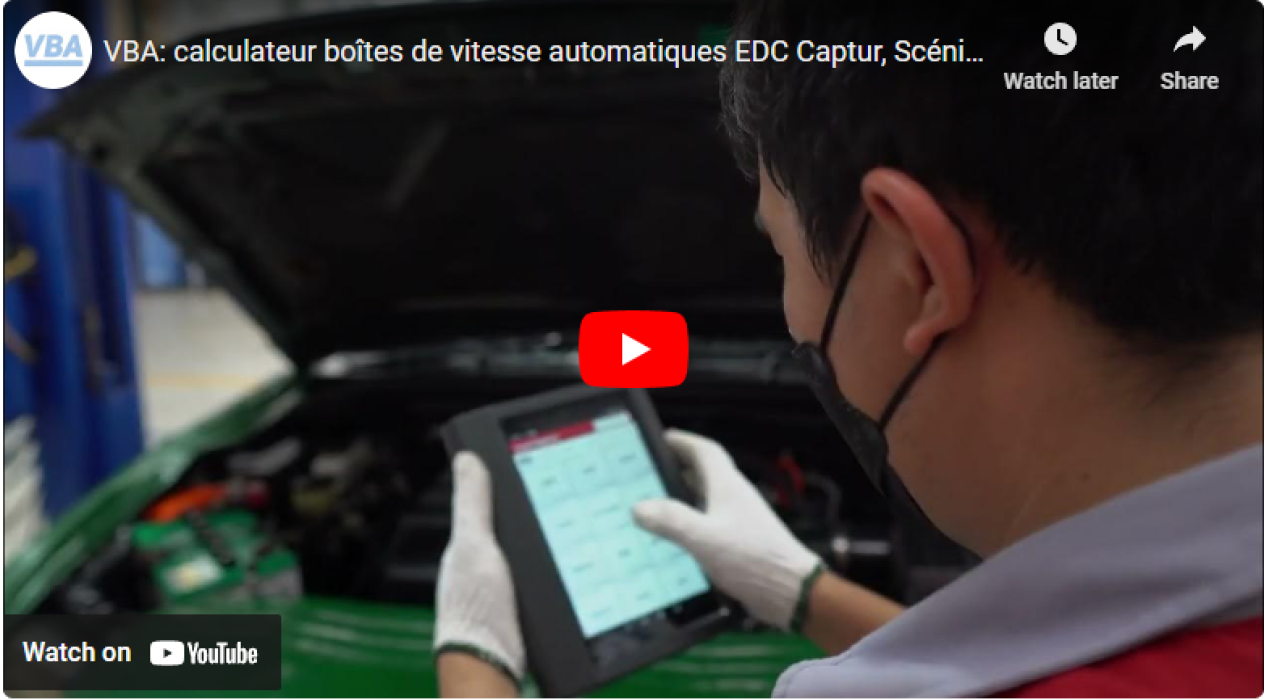 VBA
VBA: calculateur boîtes de vitesse automatiques EDC Captur, Scéni...
Watch later
Share
Watch on YouTube